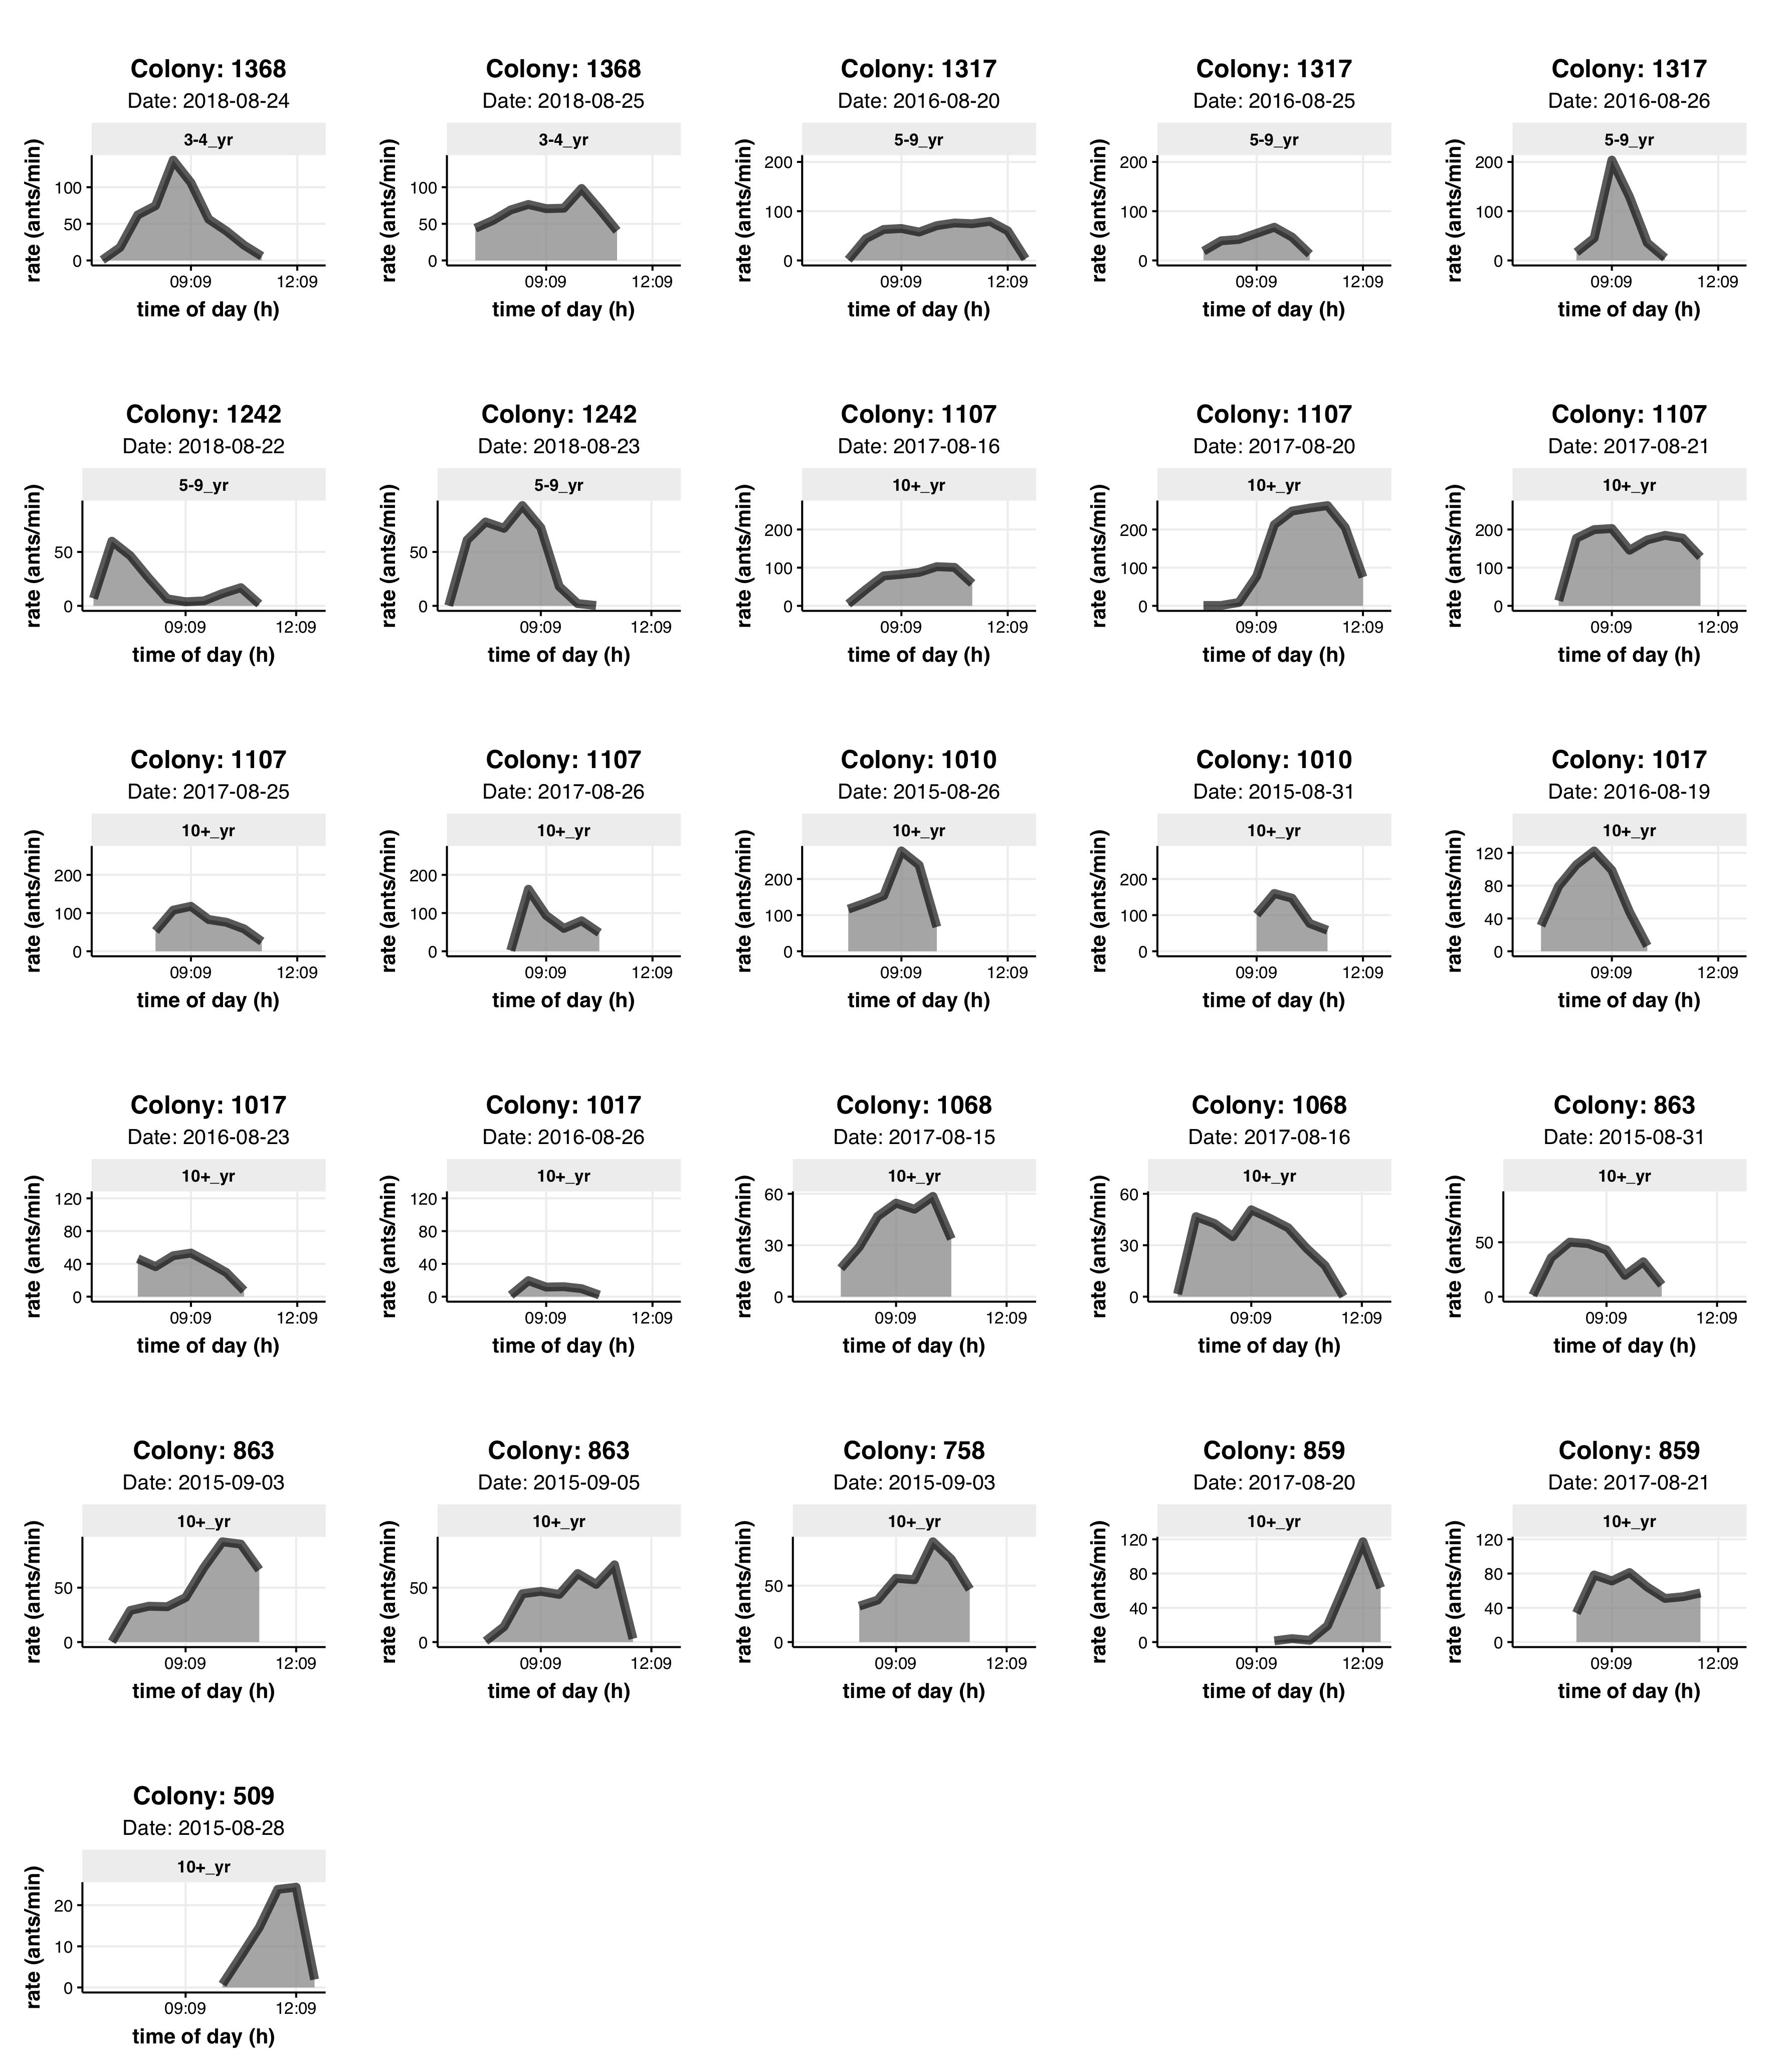 Colony: 1368
Date: 2018-08-24
3-4_yr
rate (ants/min)
100
50
0
09:09 12:09
time of day (h)
Colony: 1368
Date: 2018-08-25
3-4_yr
rate (ants/min)
100
50
0
09:09 12:09
time of day (h)
Colony: 1317
Date: 2016-08-20
5-9_yr
rate (ants/min)
200
100
0
09:09 12:09
time of day (h)
Colony: 1317
Date: 2016-08-25
5-9_yr
rate (ants/min)
200
100
0
09:09 12:09
time of day (h)
Colony: 1317
Date: 2016-08-26
5-9_yr
rate (ants/min)
200
100
0
09:09 12:09
time of day (h)
Colony: 1242
Date: 2018-08-22
5-9_yr
rate (ants/min)
50
0
09:09 12:09
time of day (h)
Colony: 1242
Date: 2018-08-23
5-9_yr
rate (ants/min)
50
0
09:09 12:09
time of day (h)
Colony: 1107
Date: 2017-08-16
10+_yr
rate (ants/min)
200
100
0
09:09 12:09
time of day (h)
Colony: 1107
Date: 2017-08-20
10+_yr
rate (ants/min)
200
100
0
09:09 12:09
time of day (h)
Colony: 1107
Date: 2017-08-21
10+_yr
rate (ants/min)
200
100
0
09:09 12:09
time of day (h)
Colony: 1107
Date: 2017-08-25
10+_yr
rate (ants/min)
200
100
0
09:09 12:09
time of day (h)
Colony: 1107
Date: 2017-08-26
10+_yr
rate (ants/min)
200
100
0
09:09 12:09
time of day (h)
Colony: 1010
Date: 2015-08-26
10+_yr
rate (ants/min)
200
100
0
09:09 12:09
time of day (h)
Colony: 1010
Date: 2015-08-31
10+_yr
rate (ants/min)
200
100
0
09:09 12:09
time of day (h)
Colony: 1017
Date: 2016-08-19
10+_yr
rate (ants/min)
120
80
40
0
09:09 12:09
time of day (h)
Colony: 1017
Date: 2016-08-23
10+_yr
rate (ants/min)
120
80
40
0
09:09 12:09
time of day (h)
Colony: 1017
Date: 2016-08-26
10+_yr
rate (ants/min)
120
80
40
0
09:09 12:09
time of day (h)
Colony: 1068
Date: 2017-08-15
10+_yr
rate (ants/min)
60
30
0
09:09 12:09
time of day (h)
Colony: 1068
Date: 2017-08-16
10+_yr
rate (ants/min)
60
30
0
09:09 12:09
time of day (h)
Colony: 863
Date: 2015-08-31
10+_yr
rate (ants/min)
50
0
09:09 12:09
time of day (h)
Colony: 863
Date: 2015-09-03
10+_yr
rate (ants/min)
50
0
09:09 12:09
time of day (h)
Colony: 863
Date: 2015-09-05
10+_yr
rate (ants/min)
50
0
09:09 12:09
time of day (h)
Colony: 758
Date: 2015-09-03
10+_yr
rate (ants/min)
50
0
09:09 12:09
time of day (h)
Colony: 859
Date: 2017-08-20
10+_yr
rate (ants/min)
120
80
40
0
09:09 12:09
time of day (h)
Colony: 859
Date: 2017-08-21
10+_yr
rate (ants/min)
120
80
40
0
09:09 12:09
time of day (h)
Colony: 509
Date: 2015-08-28
10+_yr
rate (ants/min)
20
10
0
09:09 12:09
time of day (h)